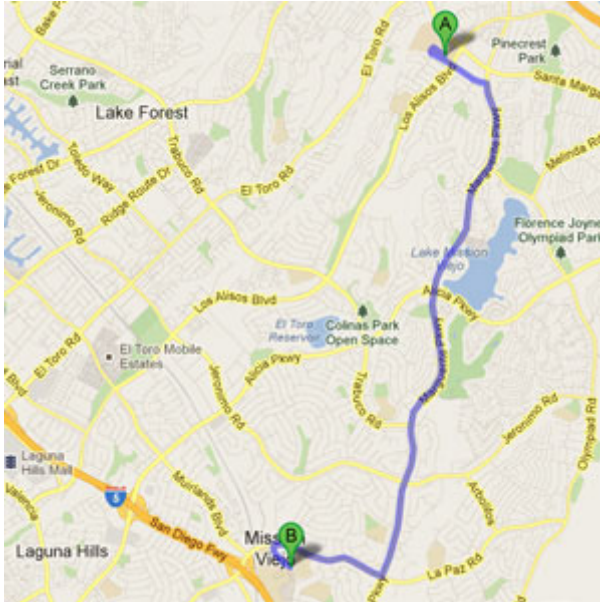 Bake P
El Toro Rd
A
Pinecrest
Park
Serrano
Creek Park
Santa Marga
Los Alisos Blvd
Lake Forest
Trabuco Rd
Marguerite Pkwy
Melinda Rd
Forest Dr
Toledo Way
Ridge Route Dr
El Toro Rd
Jeronimo Rd
Florence Joyne
Olympiad Park
Lake Mission
Viejo
Los Alisos Blvd
Alicia Pkwy
El Toro
Reservoir
Colinas Park
Open Space
El Toro Rd
El Toro Mobile
Estates
Alicia Pkwy
Marguerite Pkwy
Trabuco Rd
Jeronimo Rd
Jeronimo Rd
Olympiad Rd
Blvd
Laguna
Hills Mall
Muirlands Blvd
Valencia
5
San Diego Fwy
Arbolitos
B
Laguna Hills
Viejo
La Paz Rd
Pkwy